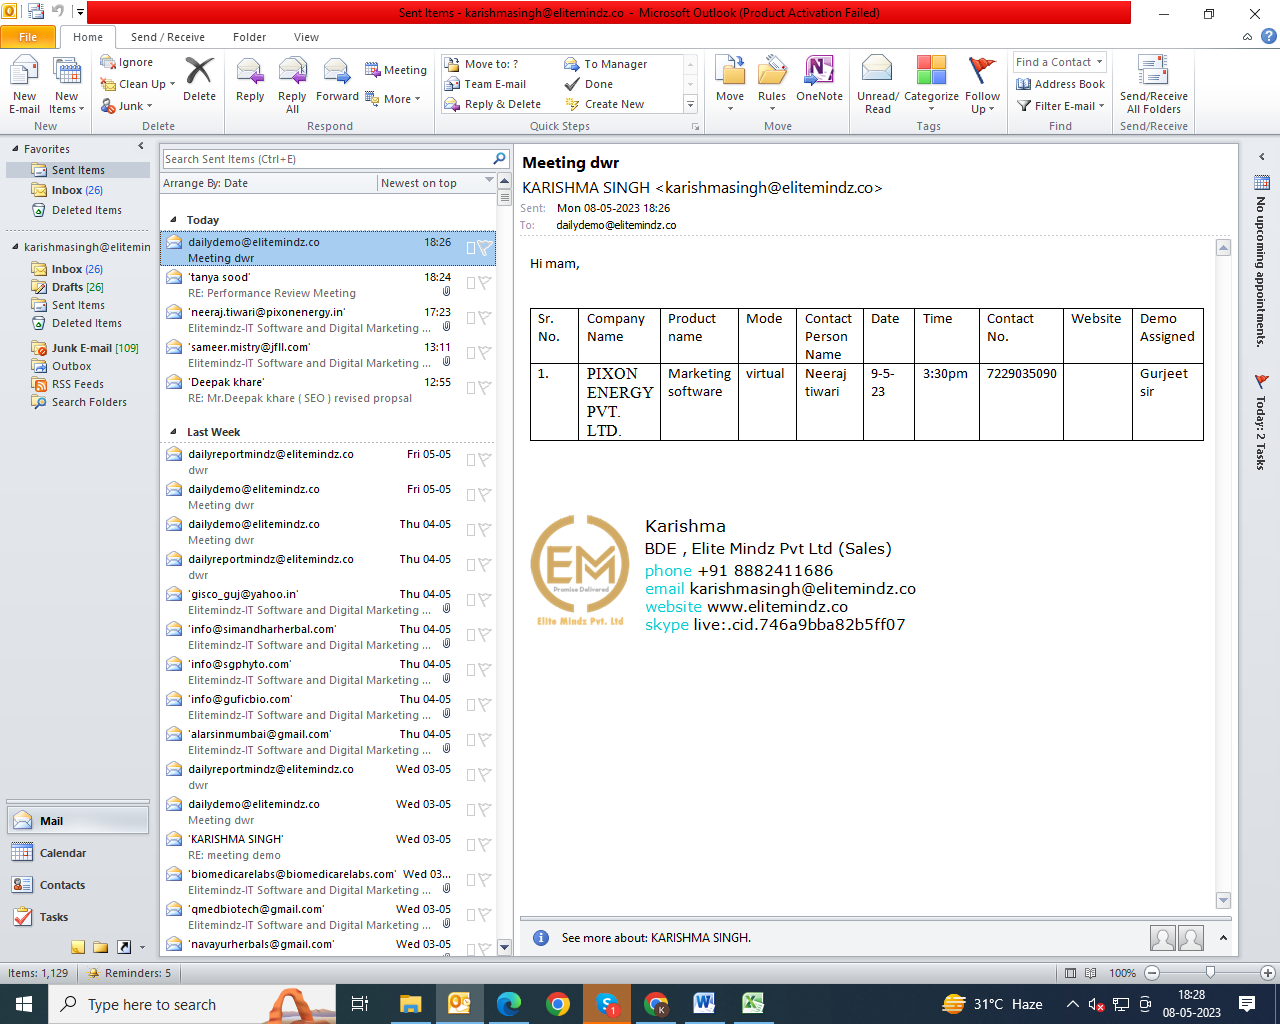 Sent Items - karishmasingh@elitemindz.co - Microsoft Outlook (Product Activation Failed)
File Home Send / Receive Folder View
New E-mail
New Items
New
Ignore
Clean Up
Junk
Delete
Delete
Reply
Reply All
Forward
Meeting
More
Respond
Move to: ?
Team E-mail
Reply & Delete
To Manager
Done
Create New
Quick Steps
Move
Rules
OneNote
Move
Unread/ Read
Categorize
Follow Up
Tags
Find a Contact
Address Book
Filter E-mail
Find
Send/Receive All Folders
Send/Receive
Favorites
Sent Items
Inbox (26)
Deleted Items
karishmasingh@elitemin
Inbox (26)
Drafts [26]
Sent Items
Deleted Items
Junk E-mail [109]
Outbox
RSS Feeds
Search Folders
Mail
Calendar
Contacts
Tasks
Search Sent Items (Ctrl+E)
Arrange By: Date Newest on top
Today
dailydemo@elitemindz.co 18:26
Meeting dwr
'tanya sood' 18:24
RE: Performance Review Meeting
'neeraj.tiwari@pixonenergy.in' 17:23
Elitemindz-IT Software and Digital Marketing ...
'sameer.mistry@jfll.com' 13:11
Elitemindz-IT Software and Digital Marketing ...
'Deepak khare' 12:55
RE: Mr.Deepak khare ( SEO ) revised propsal
Last Week
dailyreportmindz@elitemindz.co Fri 05-05
dwr
dailydemo@elitemindz.co Fri 05-05
Meeting dwr
dailydemo@elitemindz.co Thu 04-05
Meeting dwr
dailyreportmindz@elitemindz.co Thu 04-05
dwr
'gisco_guj@yahoo.in' Thu 04-05
Elitemindz-IT Software and Digital Marketing ...
'info@simandharherbal.com' Thu 04-05
Elitemindz-IT Software and Digital Marketing ...
'info@sgphyto.com' Thu 04-05
Elitemindz-IT Software and Digital Marketing ...
'info@guficbio.com' Thu 04-05
Elitemindz-IT Software and Digital Marketing ...
'alarsinmumbai@gmail.com' Thu 04-05
Elitemindz-IT Software and Digital Marketing ...
dailyreportmindz@elitemindz.co Wed 03-05
dwr
dailydemo@elitemindz.co Wed 03-05
Meeting dwr
'KARISHMA SINGH' Wed 03-05
RE: meeting demo
'biomedicarelabs@biomedicarelabs.com' Wed 03...
Elitemindz-IT Software and Digital Marketing ...
'qmedbiotech@gmail.com' Wed 03-05
Elitemindz-IT Software and Digital Marketing ...
'navayurherbals@gmail.com' Wed 03-05
Meeting dwr
KARISHMA SINGH <karishmasingh@elitemindz.co>
Sent: Mon 08-05-2023 18:26
To: dailydemo@elitemindz.co
Hi mam,
Sr. No. Company Name Product name Mode Contact Person Name Date Time Contact No. Website Demo Assigned
1. PIXON ENERGY PVT. LTD. Marketing software virtual Neeraj tiwari 9-5-23 3:30pm 7229035090 Gurjeet sir
EM
Promise Delivered
Elite Mindz Pvt. Ltd
Karishma
BDE , Elite Mindz Pvt Ltd (Sales)
phone +91 8882411686
email karishmasingh@elitemindz.co
website www.elitemindz.co
skype live:.cid.746a9bba82b5ff07
See more about: KARISHMA SINGH.
No upcoming appointments.
Today: 2 Tasks
Items: 1,129 Reminders: 5 100%
Type here to search
31°C Haze
18:28
08-05-2023